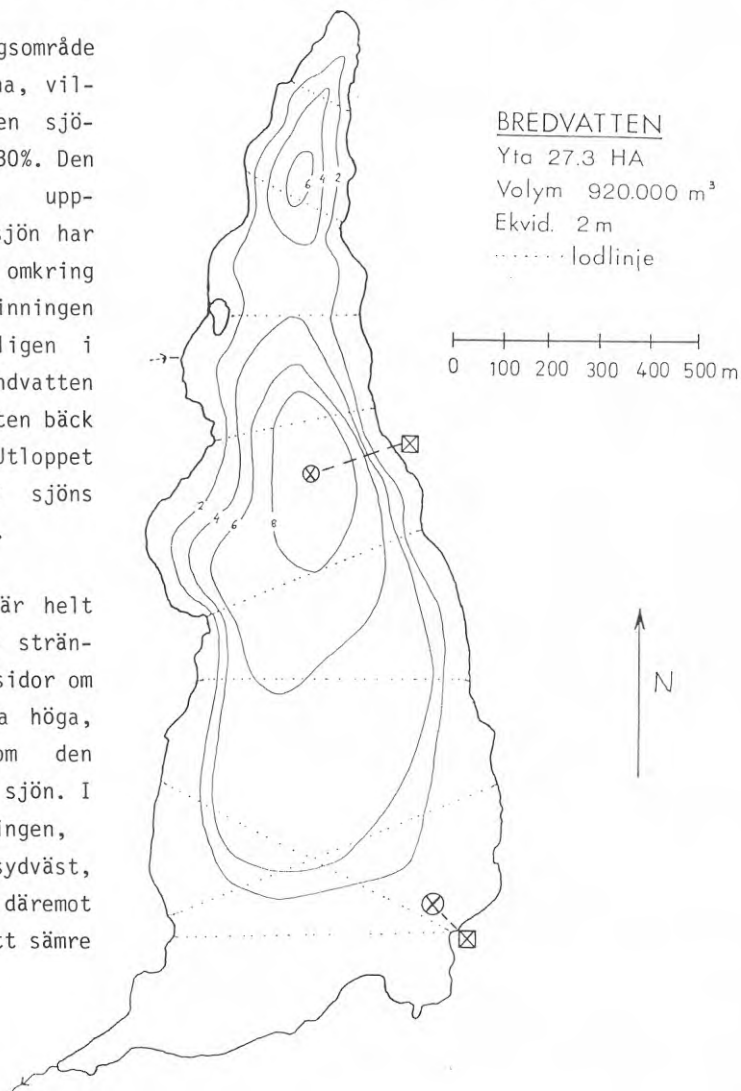 gsområde
na, vil-
en sjö-
30%. Den
upp-
sjön har
omkring
inningen
ligen i
ndvatten
ten bäck
Utloppet
sjöns
.
är helt
strän-
sidor om
a höga,
om den
sjön. I
ingen,
sydväst,
däremot
tt sämre
BREDVATTEN
Yta 27.3 HA
Volym 920.000 m³
Ekvid. 2 m
....... lodlinje
0 100 200 300 400 500 m
6 4 2
2 4 6 8
N